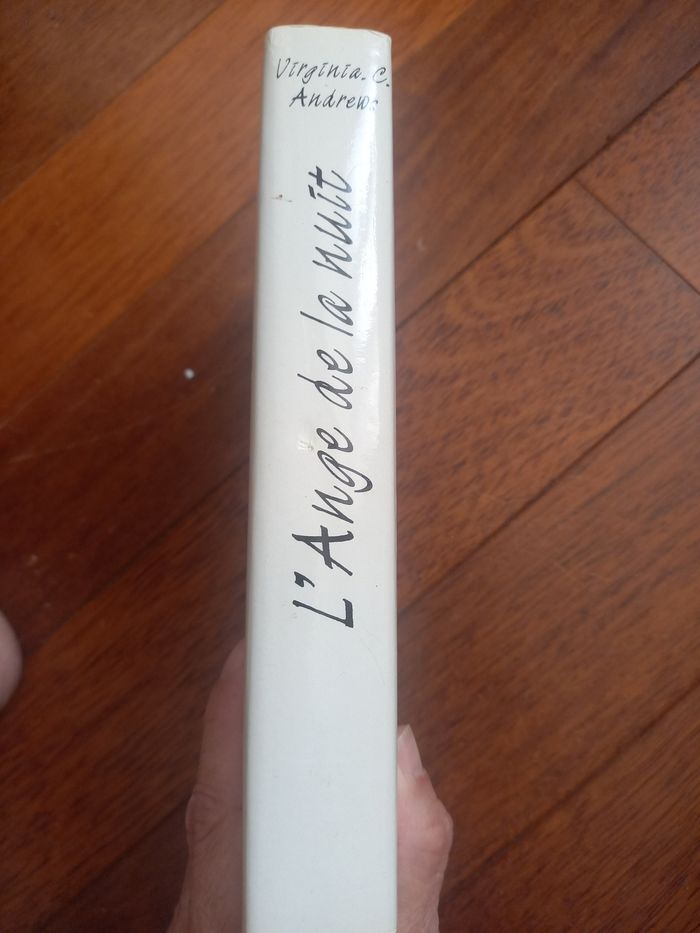 Virginia. C.
Andrews
L'Ange de la nuit